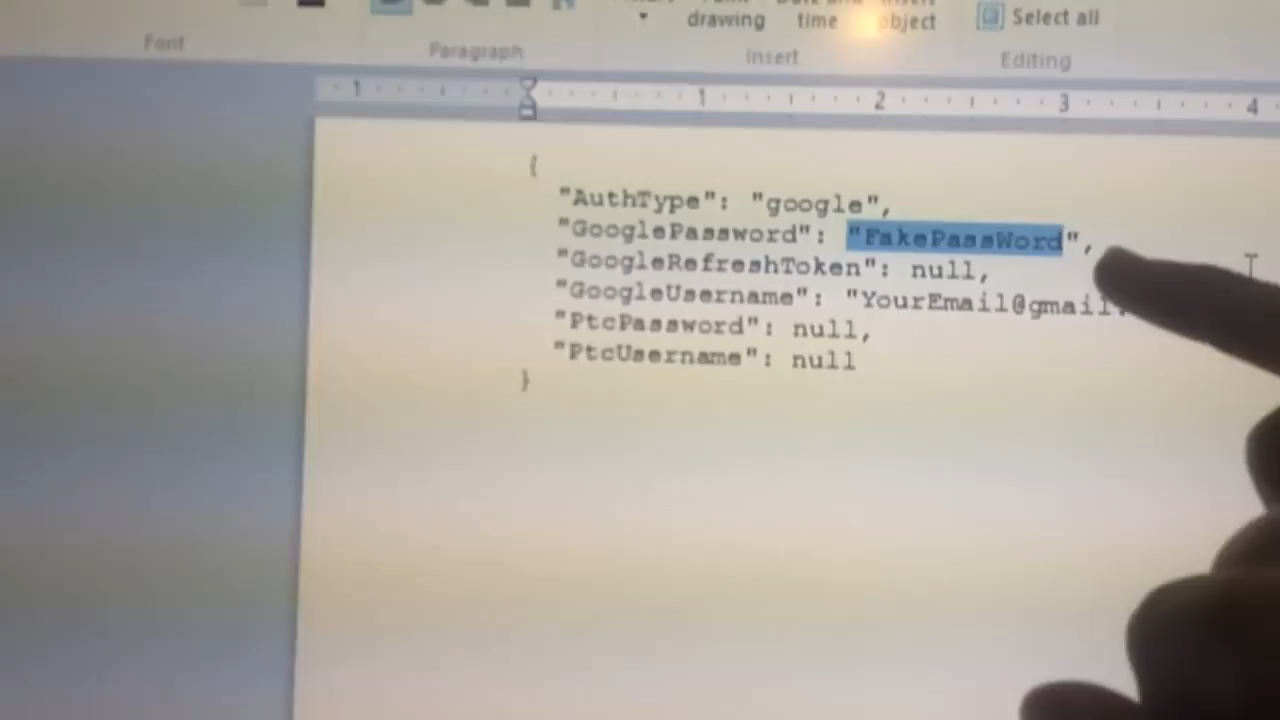 drawing time object Select all
Font Paragraph Insert Editing
1 1 2 3 4
{
"AuthType": "google",
"GooglePassword": "FakePassWord",
"GoogleRefreshToken": null,
"GoogleUsername": "YourEmail@gmail.
"PtcPassword": null,
"PtcUsername": null
}